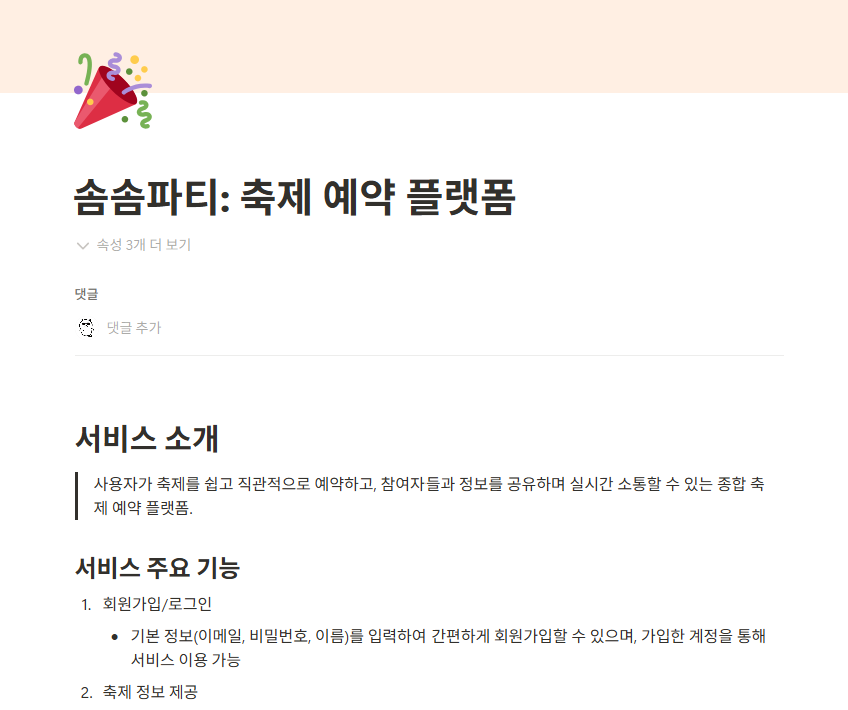 솜솜파티: 축제 예약 플랫폼
속성 3개 더 보기
댓글
댓글 추가
서비스 소개
사용자가 축제를 쉽고 직관적으로 예약하고, 참여자들과 정보를 공유하며 실시간 소통할 수 있는 종합 축
제 예약 플랫폼.
서비스 주요 기능
1. 회원가입/로그인
• 기본 정보(이메일, 비밀번호, 이름)를 입력하여 간편하게 회원가입할 수 있으며, 가입한 계정을 통해
서비스 이용 가능
2. 축제 정보 제공